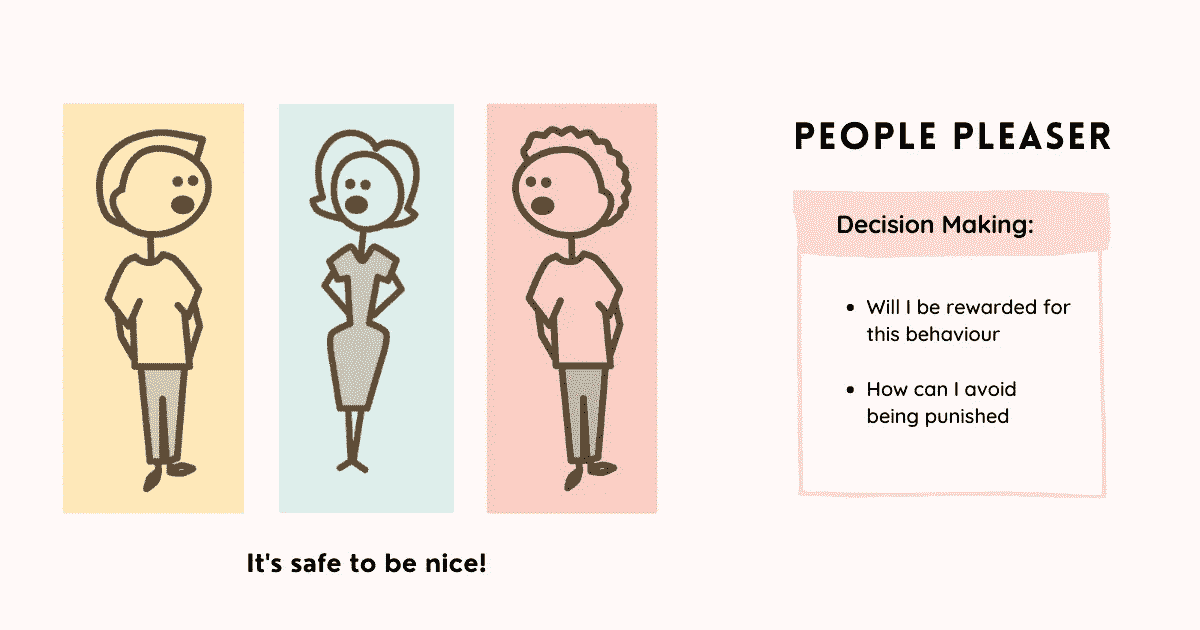 PEOPLE PLEASER
Decision Making:
• Will I be rewarded for
this behaviour
• How can I avoid
being punished
It's safe to be nice!